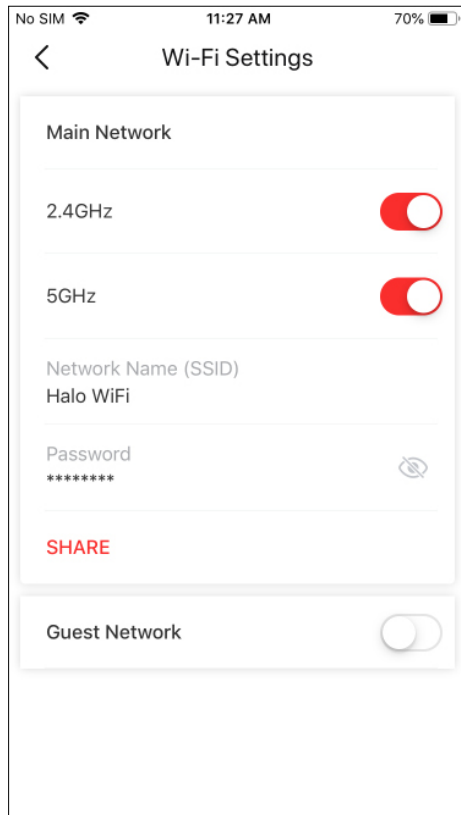 No SIM 11:27 AM 70%
Wi-Fi Settings
Main Network
2.4GHz
5GHz
Network Name (SSID)
Halo WiFi
Password
********
SHARE
Guest Network